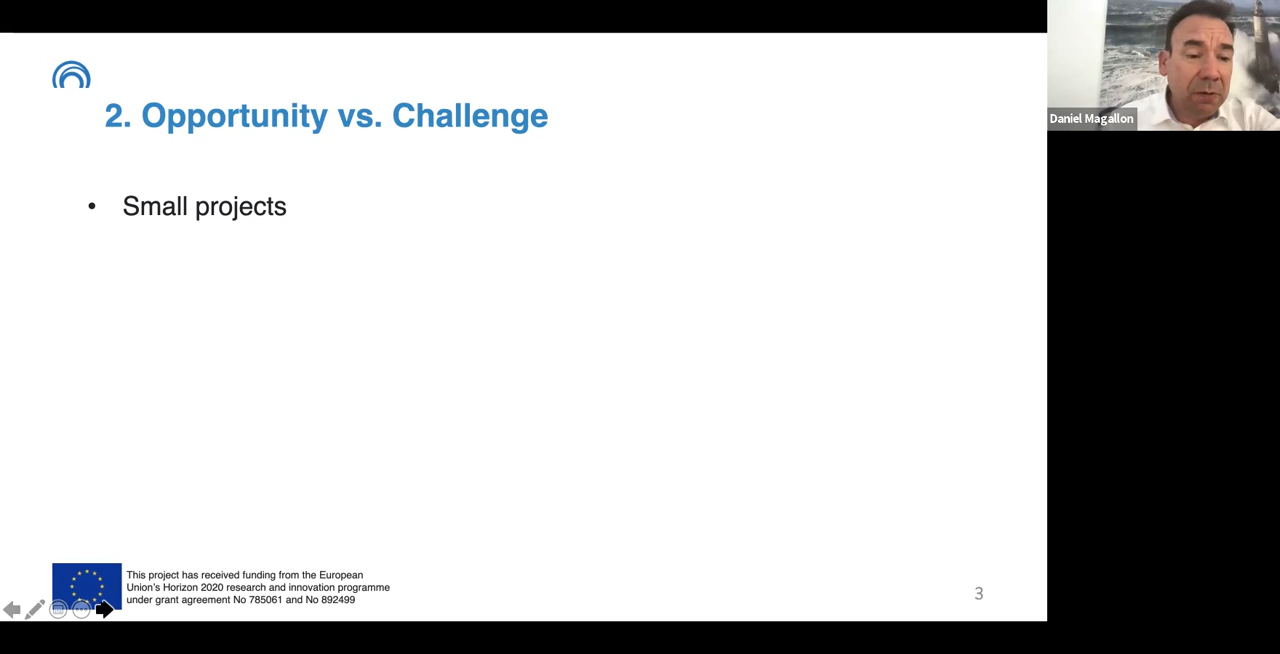 2. Opportunity vs. Challenge
• Small projects
This project has received funding from the European
Union's Horizon 2020 research and innovation programme
under grant agreement No 785061 and No 892499
3
Daniel Magallon